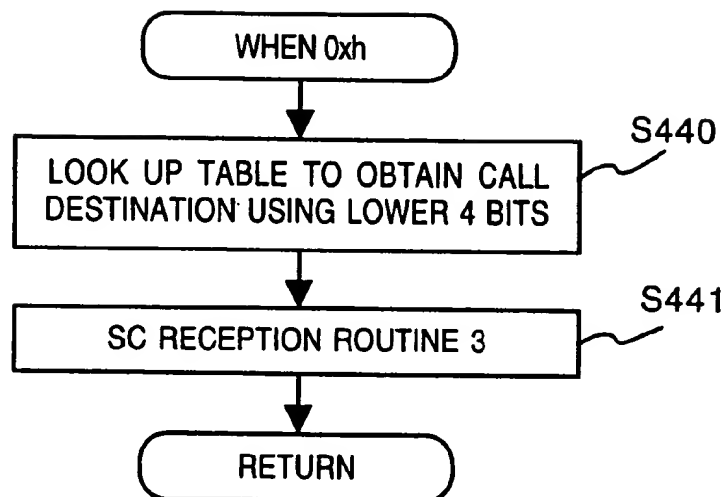 WHEN 0xh
S440
LOOK UP TABLE TO OBTAIN CALL
DESTINATION USING LOWER 4 BITS
S441
SC RECEPTION ROUTINE 3
RETURN